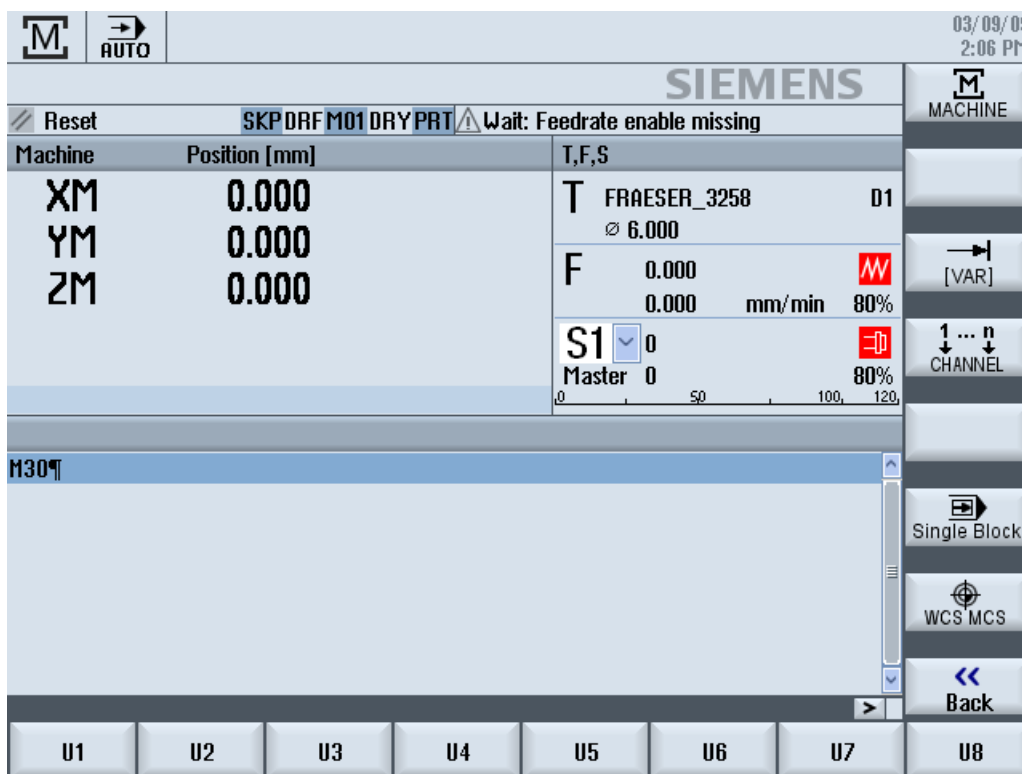 M AUTO
03/09/0
2:06 P
SIEMENS
Reset SKP DRF M01 DRY PRT Wait: Feedrate enable missing
Machine Position [mm]
XM 0.000
YM 0.000
ZM 0.000
T,F,S
T FRAESER_3258 D1
⌀ 6.000
F 0.000
0.000 mm/min 80%
S1 0
Master 0 80%
0 50 100 120
M30¶
M
MACHINE
[VAR]
1 ... n
CHANNEL
Single Block
WCS MCS
<<
Back
>
U1 U2 U3 U4 U5 U6 U7 U8